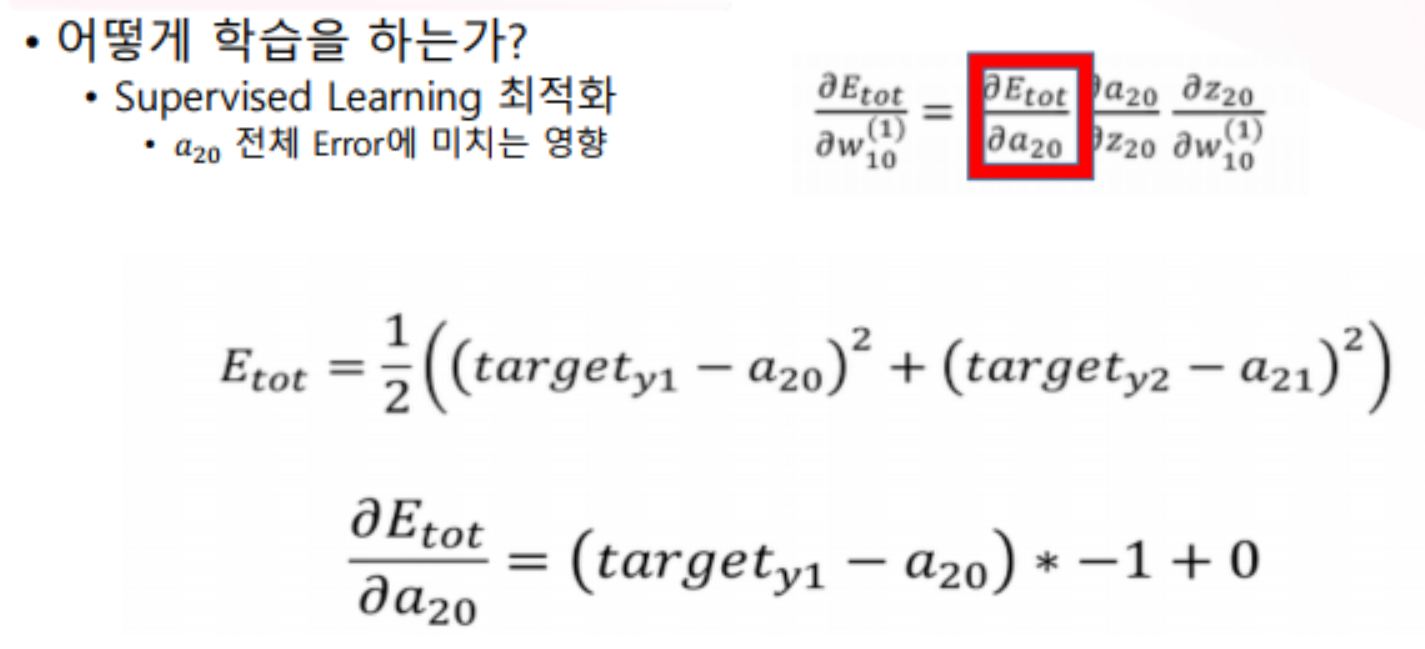 • 어떻게 학습을 하는가?
• Supervised Learning 최적화
• a₂₀ 전체 Error에 미치는 영향
∂E_tot/∂w₁₀⁽¹⁾ = ∂E_tot/∂a₂₀ ∂a₂₀/∂z₂₀ ∂z₂₀/∂w₁₀⁽¹⁾
E_tot = 1/2((target_y1 − a₂₀)² + (target_y2 − a₂₁)²)
∂E_tot/∂a₂₀ = (target_y1 − a₂₀) * −1 + 0